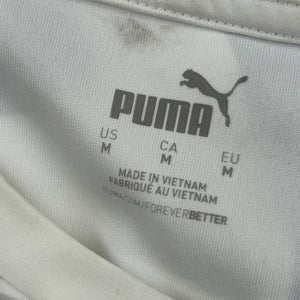 PUMA
US CA EU
M M M
MADE IN VIETNAM
FABRIQUÉ AU VIETNAM
PUMA.COM/FOREVERBETTER